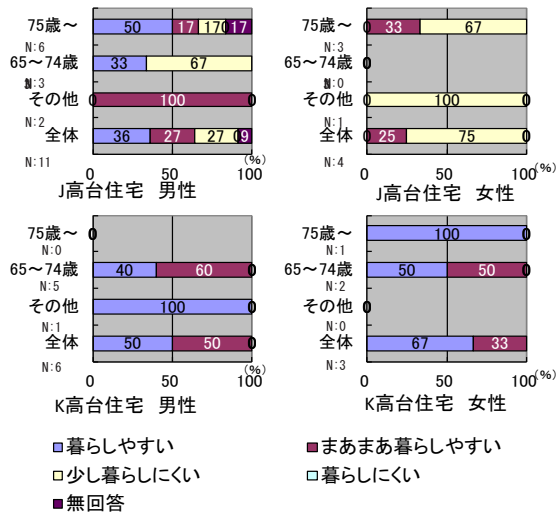 75歳～ 50 17 17 0 17
N:6
65～74歳 33 67
N:3
その他 0 100 0
N:2
全体 36 27 27 0 9
N:11
0 50 100 (%)
J高台住宅 男性
75歳～ 0 33 67 0
N:3
65～74歳 0
N:0
その他 0 100 0
N:1
全体 0 25 75 0
N:4
0 50 100 (%)
J高台住宅 女性
75歳～ 0
N:0
65～74歳 40 60 0
N:5
その他 100 0
N:1
全体 50 50 0
N:6
0 50 100 (%)
K高台住宅 男性
75歳～ 100 0
N:1
65～74歳 50 50 0
N:2
その他 0
N:0
全体 67 33
N:3
0 50 100 (%)
K高台住宅 女性
暮らしやすい
まあまあ暮らしやすい
少し暮らしにくい
暮らしにくい
無回答